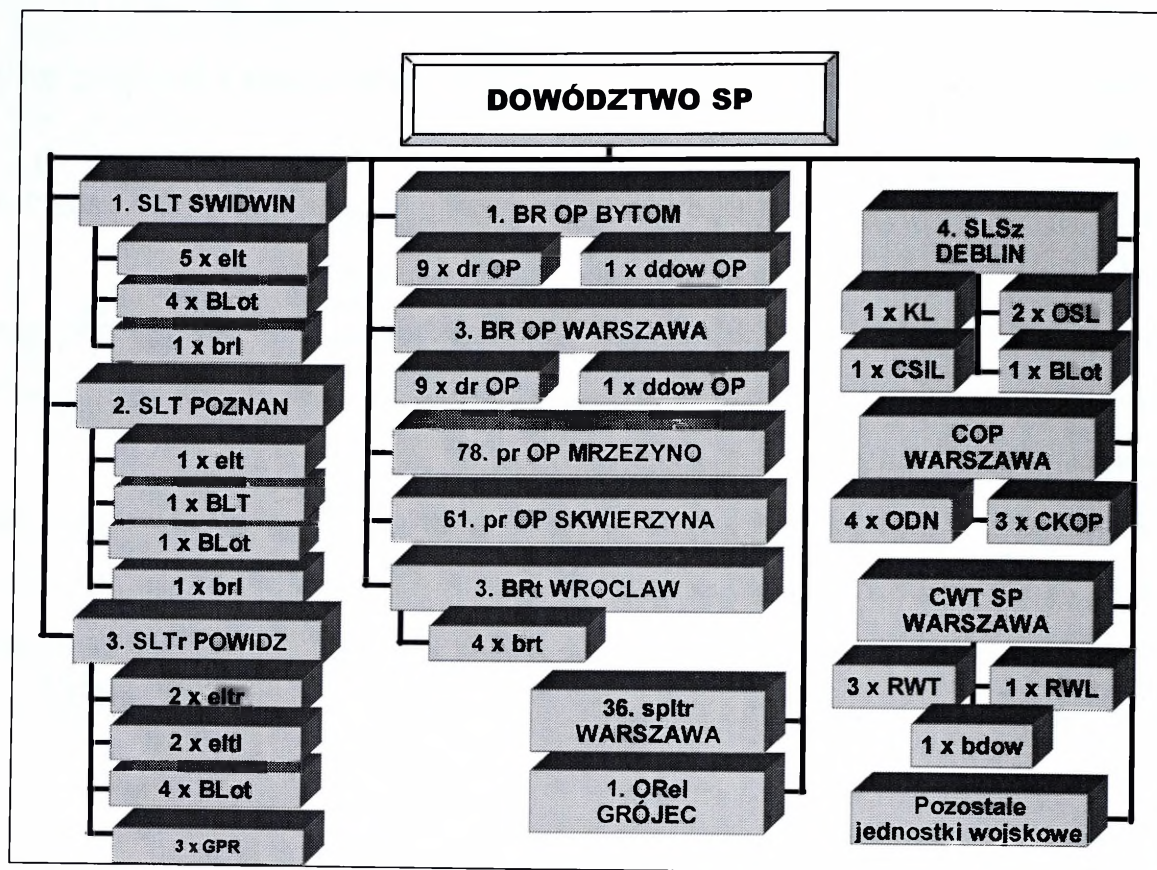 DOWÓDZTWO SP
1. SLT SWIDWIN
5 x elt
4 x BLot
1 x brl
2. SLT POZNAN
1 x elt
1 x BLT
1 x BLot
1 x brl
3. SLTr POWIDZ
2 x eltr
2 x eltl
4 x BLot
3 x GPR
1. BR OP BYTOM
9 x dr OP
1 x ddow OP
3. BR OP WARSZAWA
9 x dr OP
1 x ddow OP
78. pr OP MRZEZYNO
61. pr OP SKWIERZYNA
3. BRt WROCLAW
4 x brt
36. spltr
WARSZAWA
1. ORel
GRÓJEC
4. SLSz
DEBLIN
1 x KL
2 x OSL
1 x CSIL
1 x BLot
COP
WARSZAWA
4 x ODN
3 x CKOP
CWT SP
WARSZAWA
3 x RWT
1 x RWL
1 x bdow
Pozostale
jednostki wojskowe